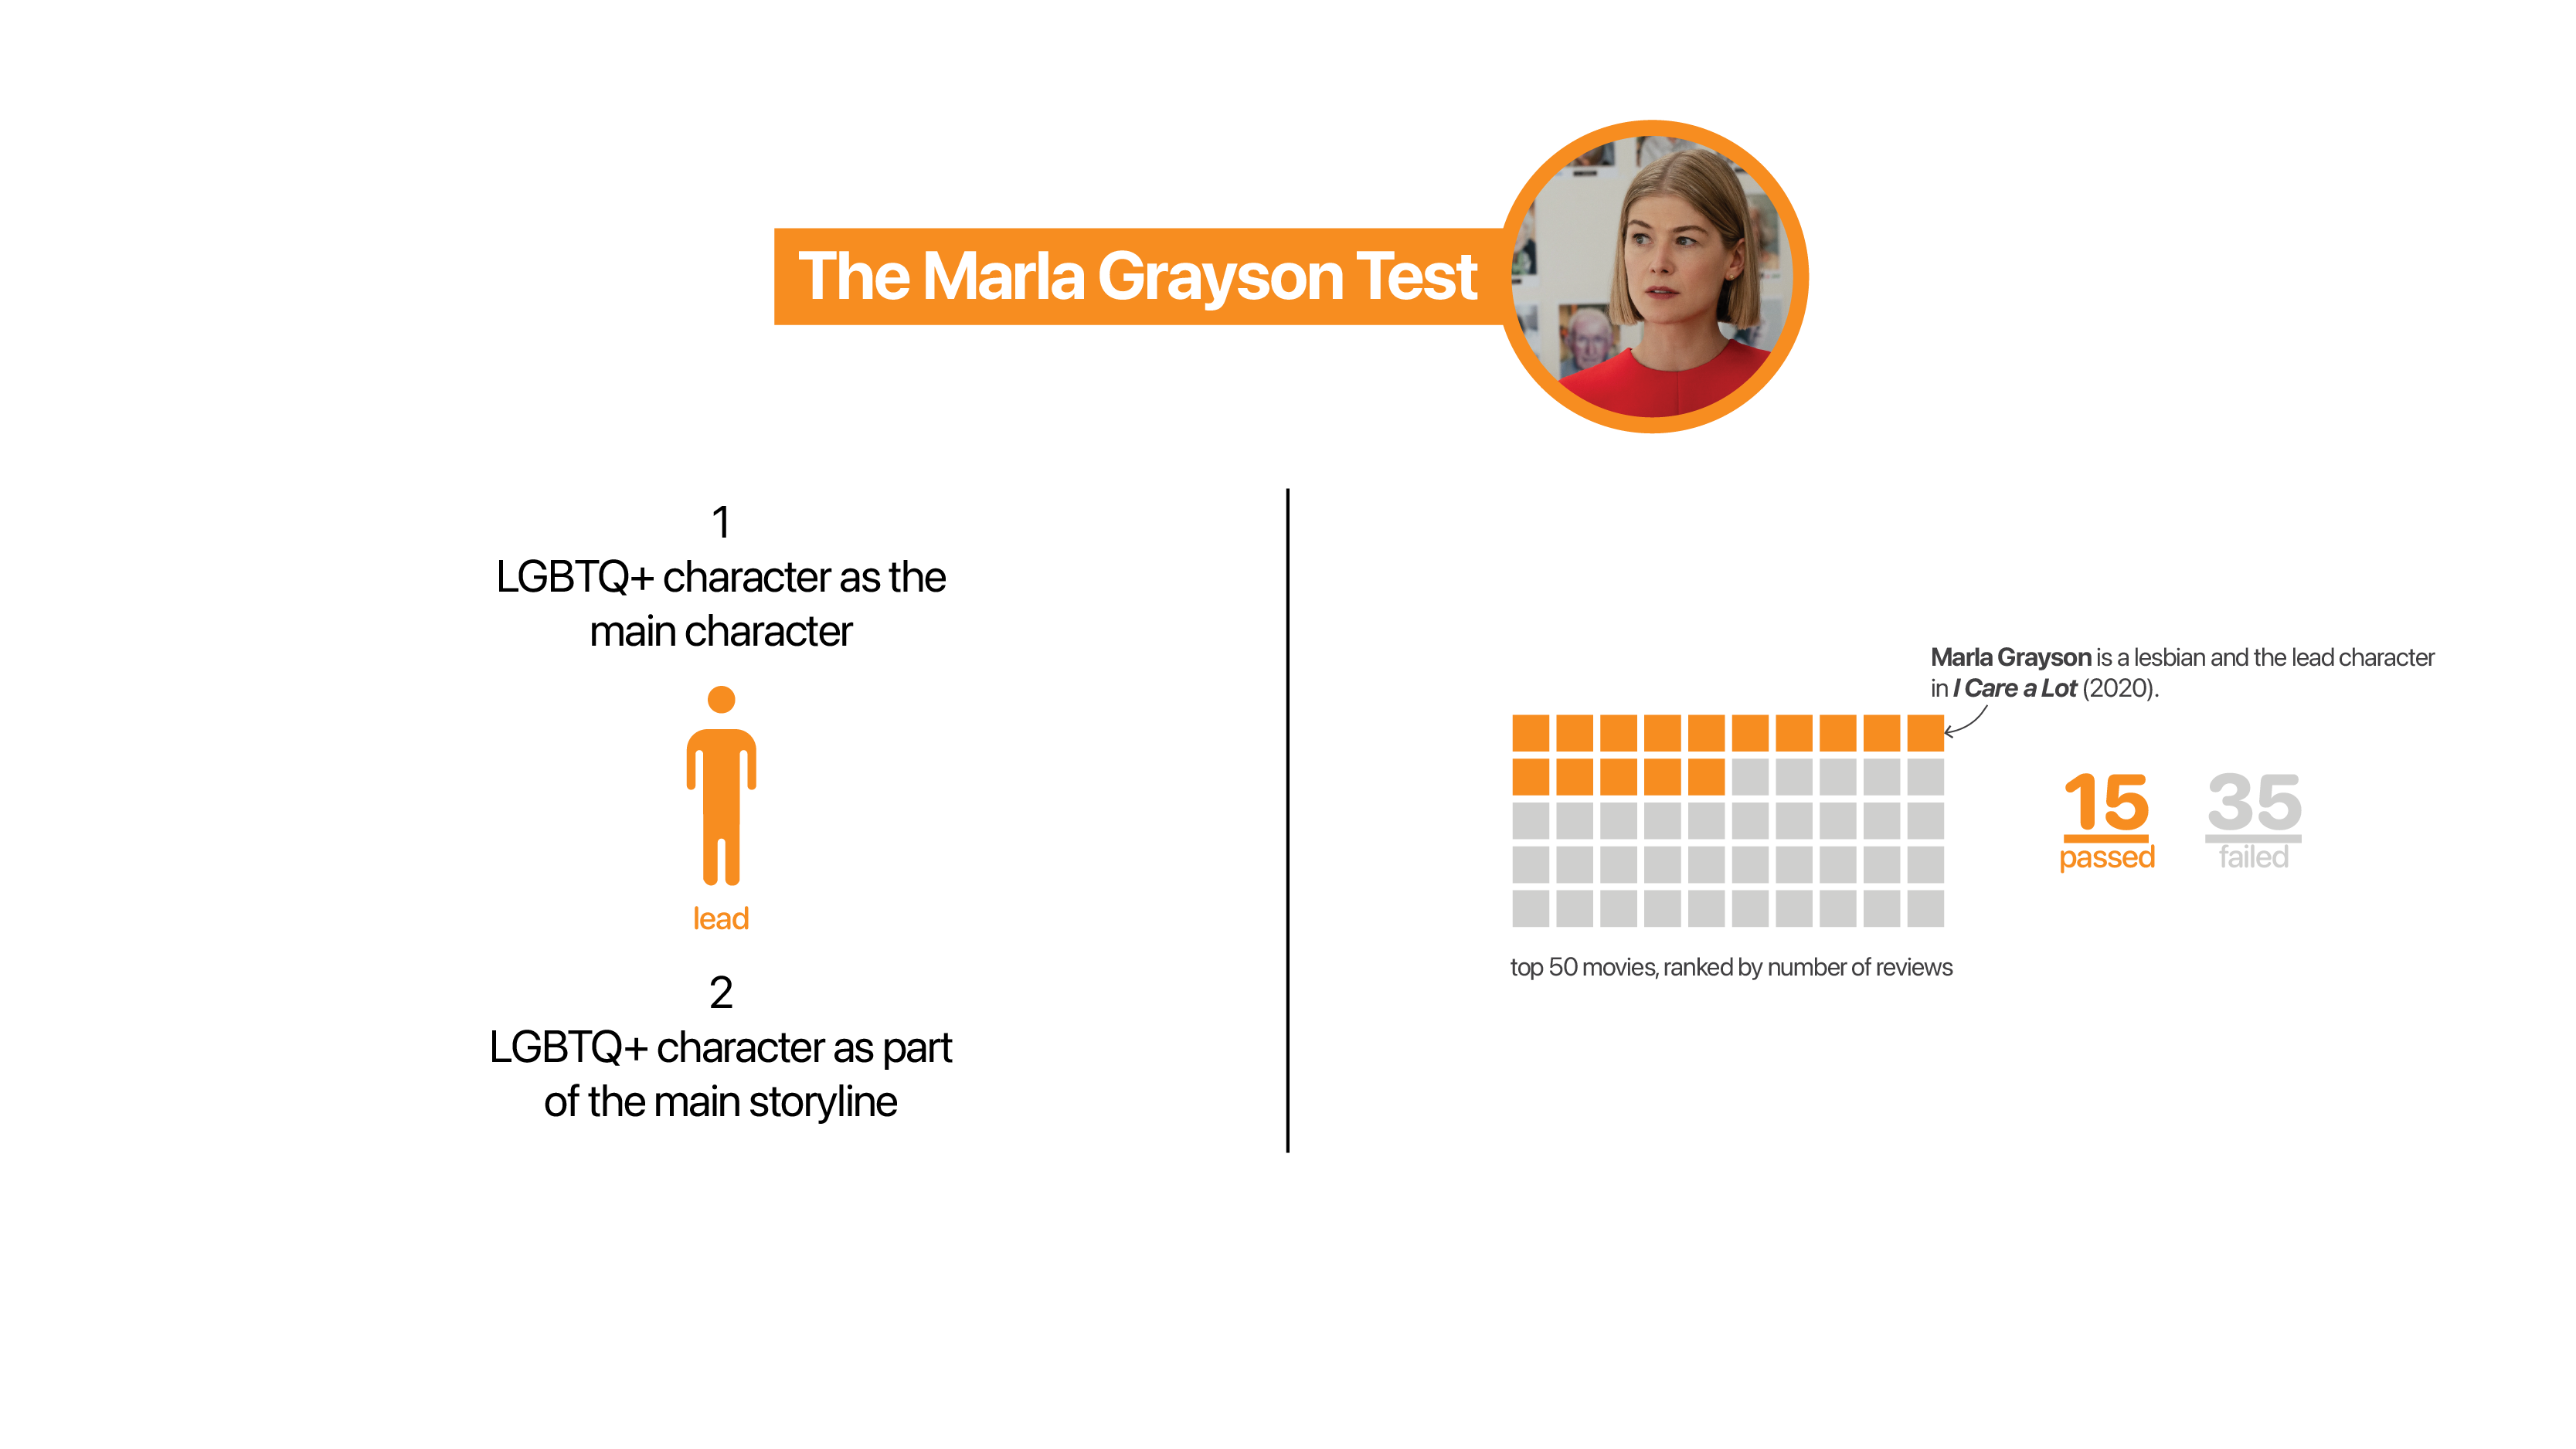 The Marla Grayson Test
1
LGBTQ+ character as the
main character
lead
2
LGBTQ+ character as part
of the main storyline
Marla Grayson is a lesbian and the lead character
in I Care a Lot (2020).
15
passed
35
failed
top 50 movies, ranked by number of reviews